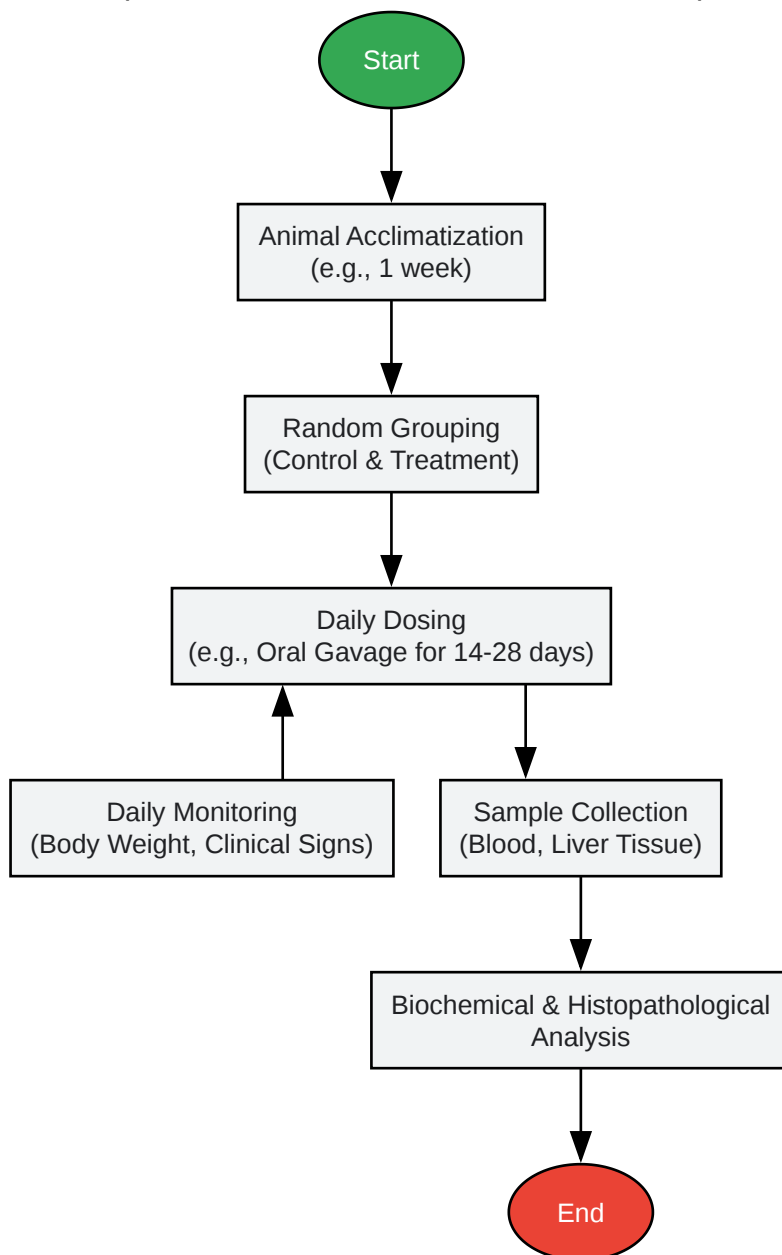 Start
Animal Acclimatization
(e.g., 1 week)
Random Grouping
(Control & Treatment)
Daily Dosing
(e.g., Oral Gavage for 14-28 days)
Daily Monitoring
(Body Weight, Clinical Signs)
Sample Collection
(Blood, Liver Tissue)
Biochemical & Histopathological
Analysis
End